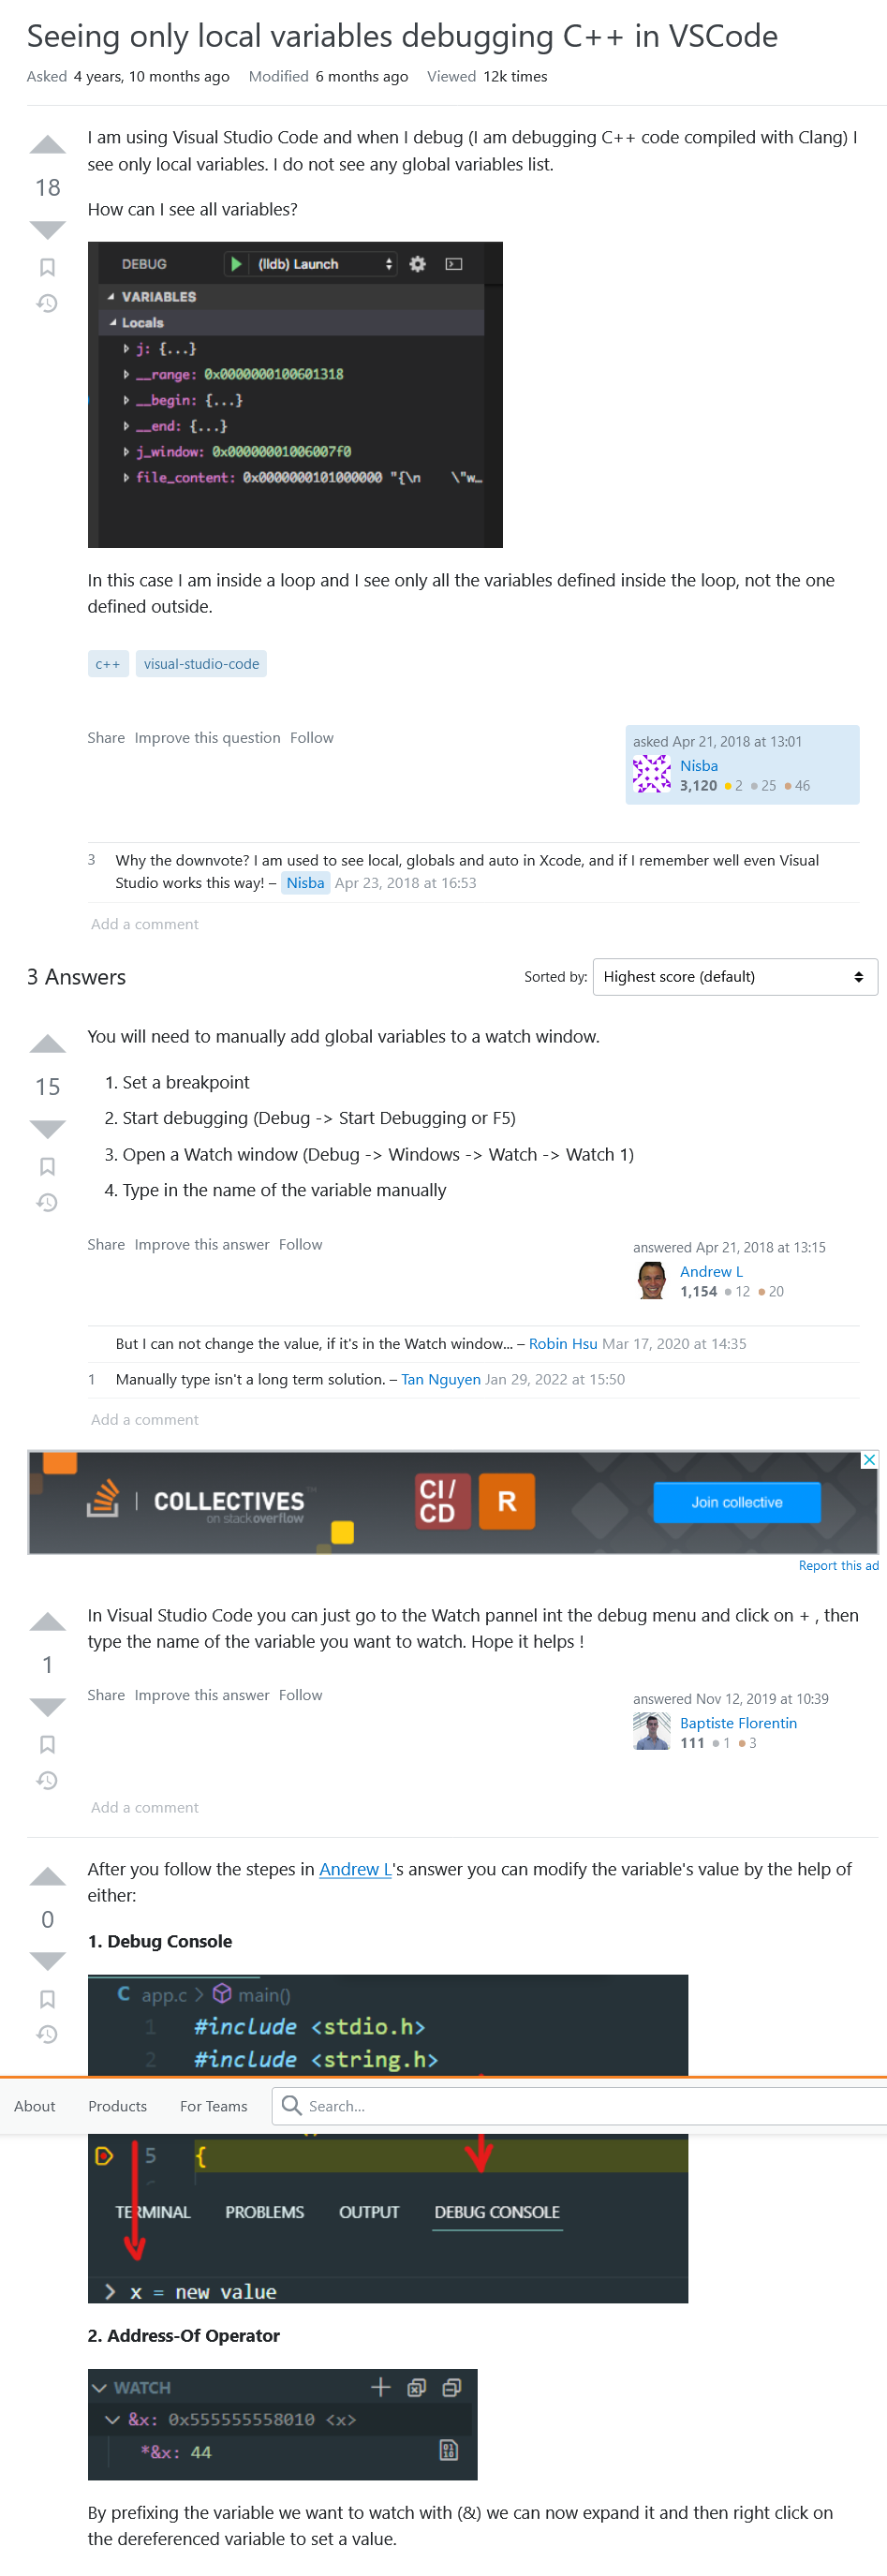 Seeing only local variables debugging C++ in VSCode
Asked 4 years, 10 months ago Modified 6 months ago Viewed 12k times
18
I am using Visual Studio Code and when I debug (I am debugging C++ code compiled with Clang) I
see only local variables. I do not see any global variables list.
How can I see all variables?
DEBUG (lldb) Launch
VARIABLES
Locals
j: {...}
__range: 0x0000000100601318
__begin: {...}
__end: {...}
j_window: 0x00000001006007f0
file_content: 0x0000000101000000 "{\n \"w…
In this case I am inside a loop and I see only all the variables defined inside the loop, not the one
defined outside.
c++ visual-studio-code
Share Improve this question Follow
asked Apr 21, 2018 at 13:01
Nisba
3,120 2 25 46
3 Why the downvote? I am used to see local, globals and auto in Xcode, and if I remember well even Visual
Studio works this way! – Nisba Apr 23, 2018 at 16:53
Add a comment
3 Answers
Sorted by: Highest score (default)
15
You will need to manually add global variables to a watch window.
1. Set a breakpoint
2. Start debugging (Debug -> Start Debugging or F5)
3. Open a Watch window (Debug -> Windows -> Watch -> Watch 1)
4. Type in the name of the variable manually
Share Improve this answer Follow
answered Apr 21, 2018 at 13:15
Andrew L
1,154 12 20
But I can not change the value, if it's in the Watch window... – Robin Hsu Mar 17, 2020 at 14:35
1 Manually type isn't a long term solution. – Tan Nguyen Jan 29, 2022 at 15:50
Add a comment
COLLECTIVES™
on stackoverflow
CI/
CD
R
Join collective
Report this ad
1
In Visual Studio Code you can just go to the Watch pannel int the debug menu and click on + , then
type the name of the variable you want to watch. Hope it helps !
Share Improve this answer Follow
answered Nov 12, 2019 at 10:39
Baptiste Florentin
111 1 3
Add a comment
0
After you follow the stepes in Andrew L's answer you can modify the variable's value by the help of
either:
1. Debug Console
C app.c > main()
1 #include <stdio.h>
2 #include <string.h>
About Products For Teams Search...
5 {
TERMINAL PROBLEMS OUTPUT DEBUG CONSOLE
> x = new value
2. Address-Of Operator
WATCH
&x: 0x555555558010 <x>
*&x: 44
By prefixing the variable we want to watch with (&) we can now expand it and then right click on
the dereferenced variable to set a value.